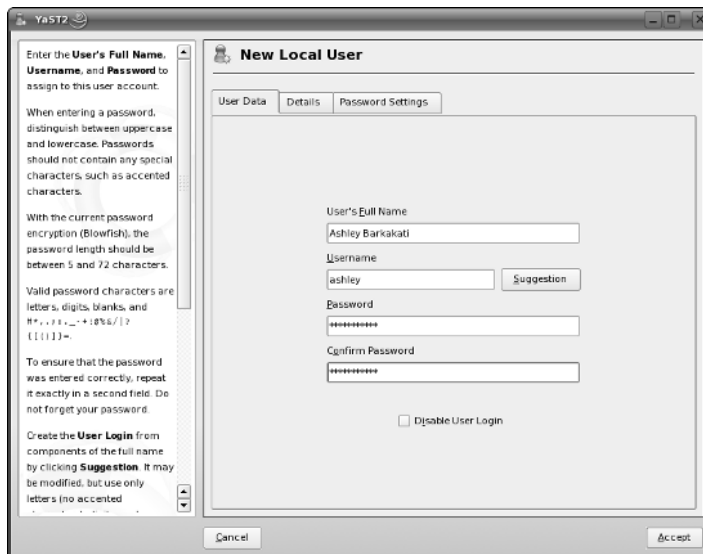 YaST2
Enter the User's Full Name,
Username, and Password to
assign to this user account.
When entering a password,
distinguish between uppercase
and lowercase. Passwords
should not contain any special
characters, such as accented
characters.
With the current password
encryption (Blowfish), the
password length should be
between 5 and 72 characters.
Valid password characters are
letters, digits, blanks, and
To ensure that the password
was entered correctly, repeat
it exactly in a second field. Do
not forget your password.
Create the User Login from
components of the full name
by clicking Suggestion. It may
be modified, but use only
letters (no accented
New Local User
User Data Details Password Settings
User's Full Name
Ashley Barkakati
Username
ashley Suggestion
Password
***********
Confirm Password
***********
Disable User Login
Cancel Accept